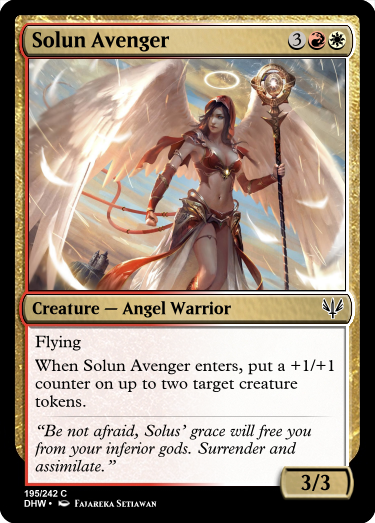 Solun Avenger 3
Creature — Angel Warrior
Flying
When Solun Avenger enters, put a +1/+1
counter on up to two target creature
tokens.
“Be not afraid, Solus’ grace will free you
from your inferior gods. Surrender and
assimilate.”
3/3
195/242 C
DHW • Fajareka Setiawan